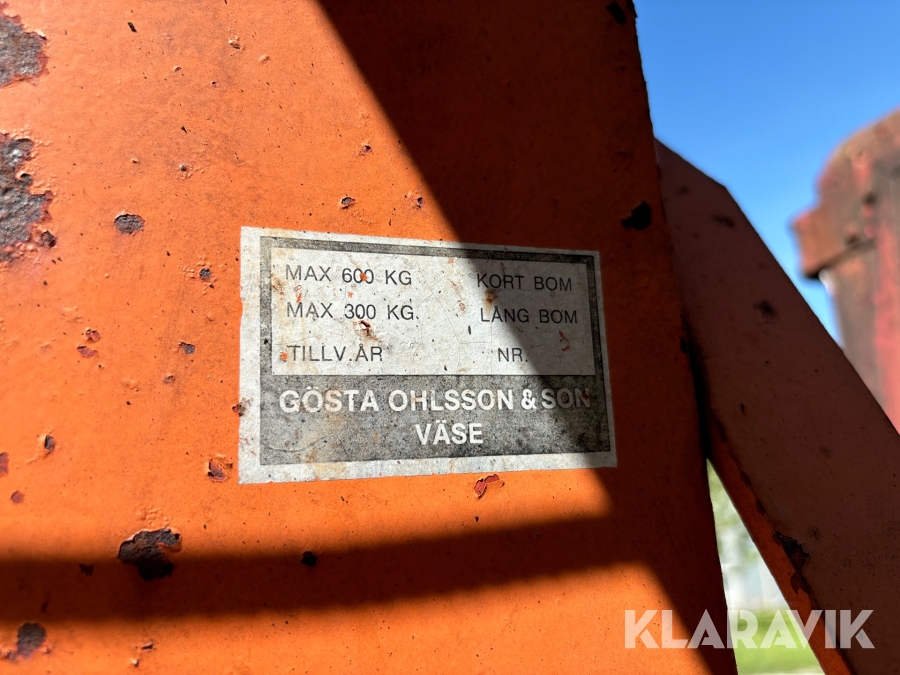 MAX 600 KG KORT BOM
MAX 300 KG. LÅNG BOM
TILLV.ÅR NR.
GÖSTA OHLSSON & SON
VÄSE
KLARAVIK